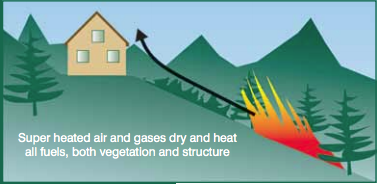 Super heated air and gases dry and heat
all fuels, both vegetation and structure